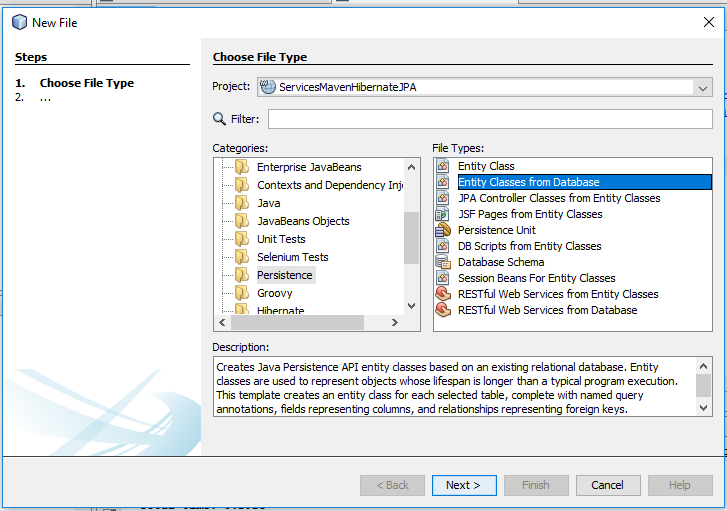 New File
Steps
1. Choose File Type
2. ...
Choose File Type
Project: ServicesMavenHibernateJPA
Filter:
Categories:
Enterprise JavaBeans
Contexts and Dependency Inj
Java
JavaBeans Objects
Unit Tests
Selenium Tests
Persistence
Groovy
Hibernate
File Types:
Entity Class
Entity Classes from Database
JPA Controller Classes from Entity Classes
JSF Pages from Entity Classes
Persistence Unit
DB Scripts from Entity Classes
Database Schema
Session Beans For Entity Classes
RESTful Web Services from Entity Classes
RESTful Web Services from Database
Description:
Creates Java Persistence API entity classes based on an existing relational database. Entity
classes are used to represent objects whose lifespan is longer than a typical program execution.
This template creates an entity class for each selected table, complete with named query
annotations, fields representing columns, and relationships representing foreign keys.
< Back
Next >
Finish
Cancel
Help